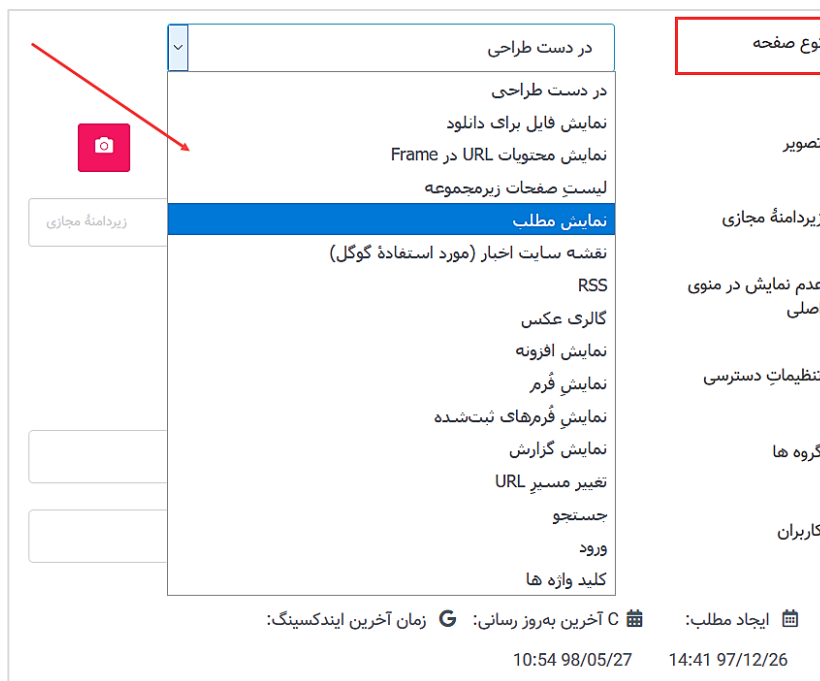 نوع صفحه
در دست طراحی
در دست طراحی
نمایش فایل برای دانلود
نمایش محتویات URL در Frame
لیستِ صفحات زیرمجموعه
نمایش مطلب
نقشه سایت اخبار (مورد استفادهٔ گوگل)
RSS
گالری عکس
نمایش افزونه
نمایشِ فُرم
نمایشِ فُرم‌های ثبت‌شده
نمایش گزارش
تغییر مسیرِ URL
جستجو
ورود
کلید واژه ها
تصویر
زیردامنهٔ مجازی
زیردامنهٔ مجازی
عدم نمایش در منوی
اصلی
تنظیماتِ دسترسی
گروه ها
کاربران
ایجاد مطلب: C آخرین به‌روز رسانی: زمان آخرین ایندکسینگ:
97/12/26 14:41 98/05/27 10:54